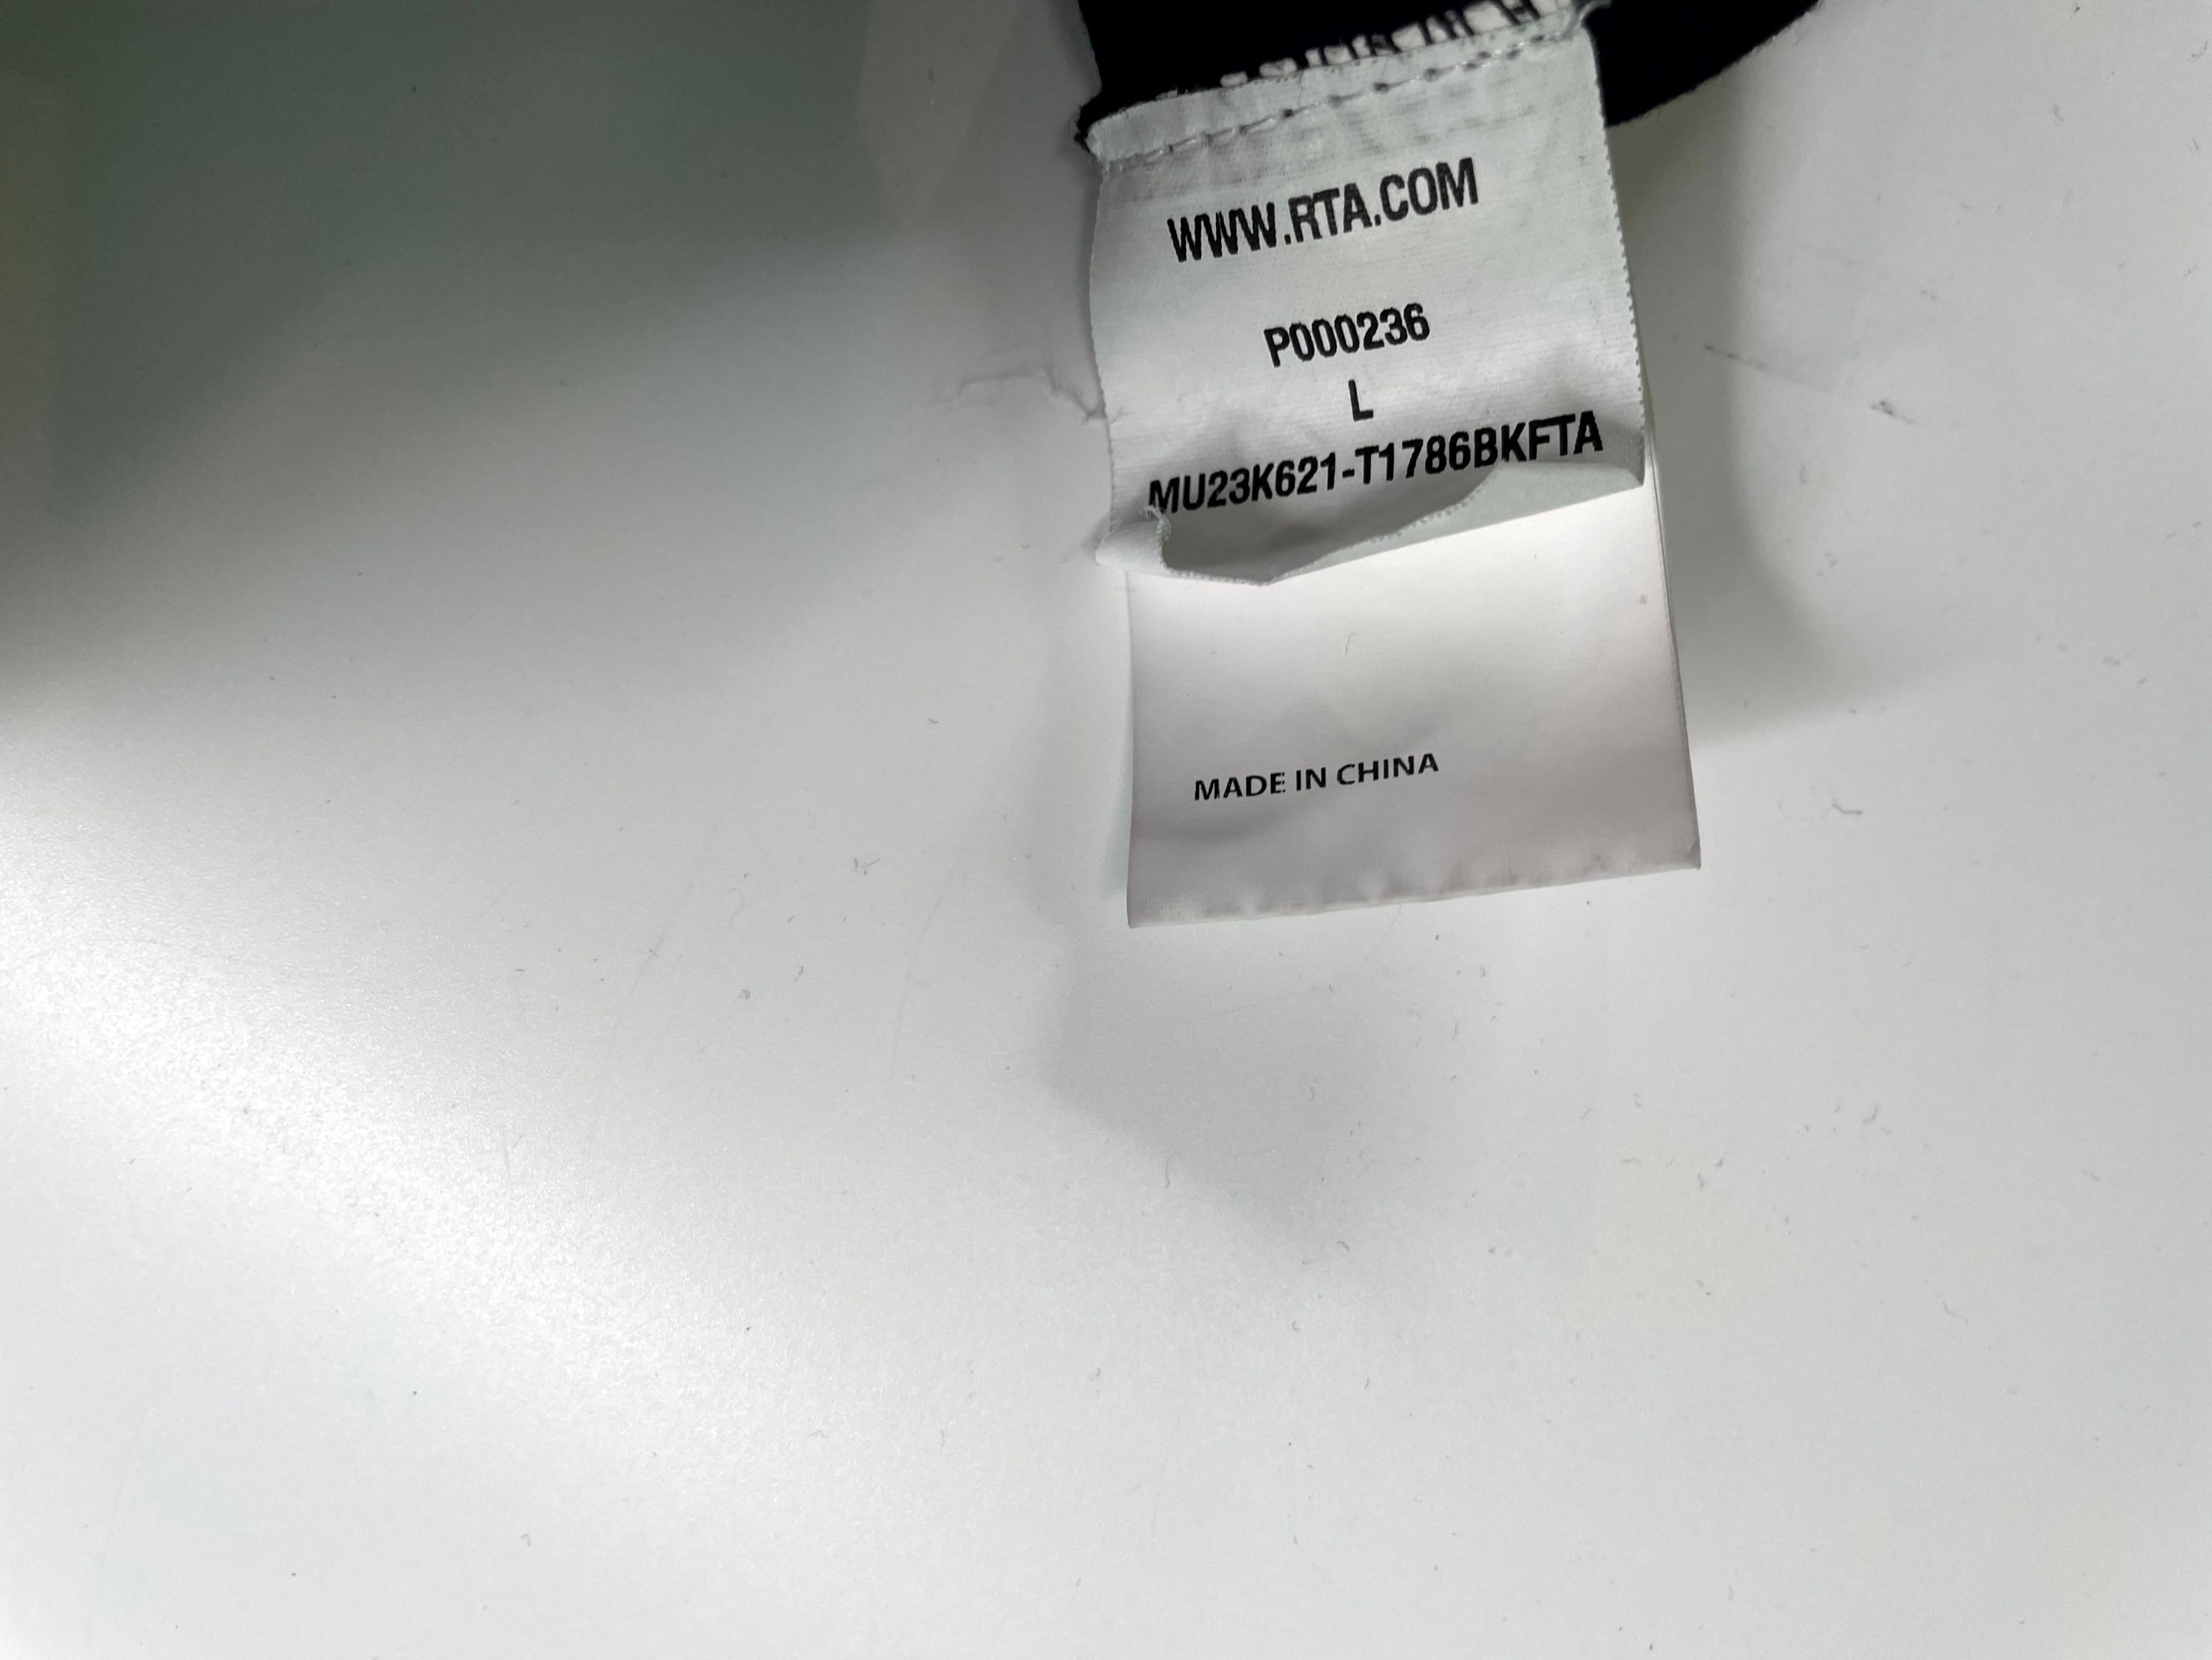 WWW.RTA.COM
P000236
L
MU23K621-T1786BKFTA
MADE IN CHINA